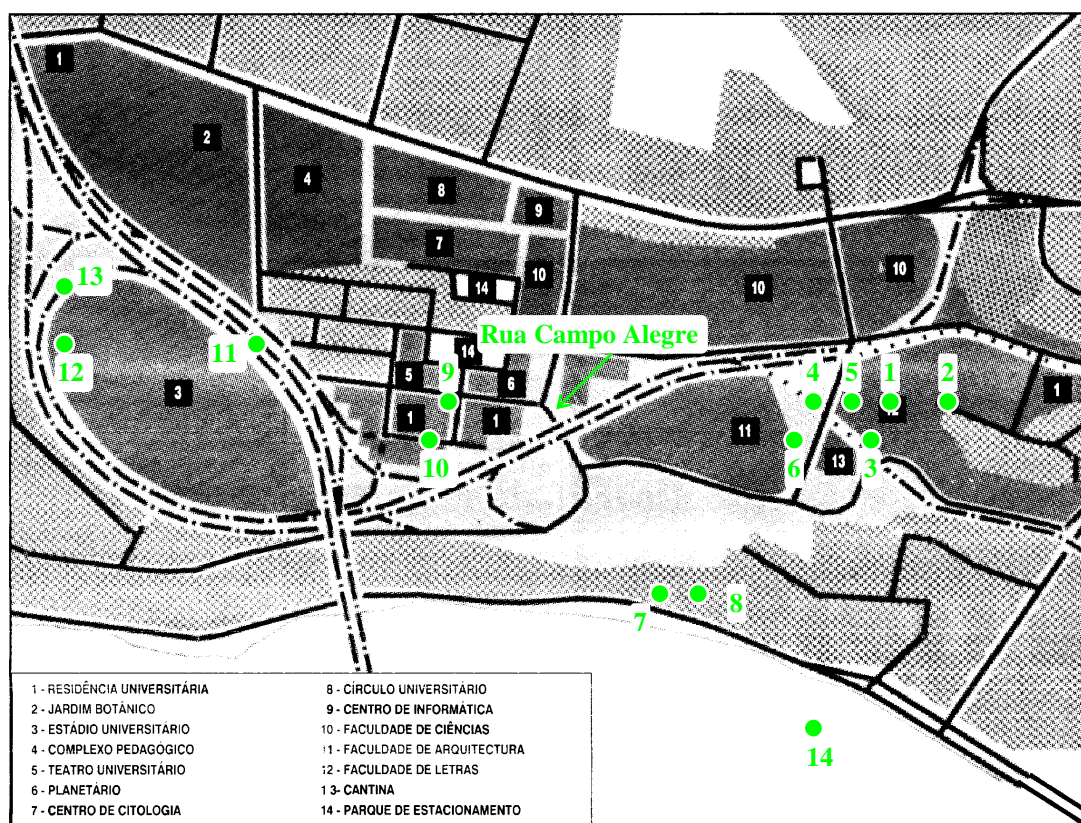 1
2
4
8
9
7
10
10
10
14
13
Rua Campo Alegre
14
12
11
9
5
6
4
5
1
2
1
3
1
1
12
11
10
6
13
3
7
8
14
1 - RESIDÊNCIA UNIVERSITÁRIA
2 - JARDIM BOTÂNICO
3 - ESTÁDIO UNIVERSITÁRIO
4 - COMPLEXO PEDAGÓGICO
5 - TEATRO UNIVERSITÁRIO
6 - PLANETÁRIO
7 - CENTRO DE CITOLOGIA
8 - CÍRCULO UNIVERSITÁRIO
9 - CENTRO DE INFORMÁTICA
10 - FACULDADE DE CIÊNCIAS
11 - FACULDADE DE ARQUITECTURA
12 - FACULDADE DE LETRAS
13- CANTINA
14 - PARQUE DE ESTACIONAMENTO